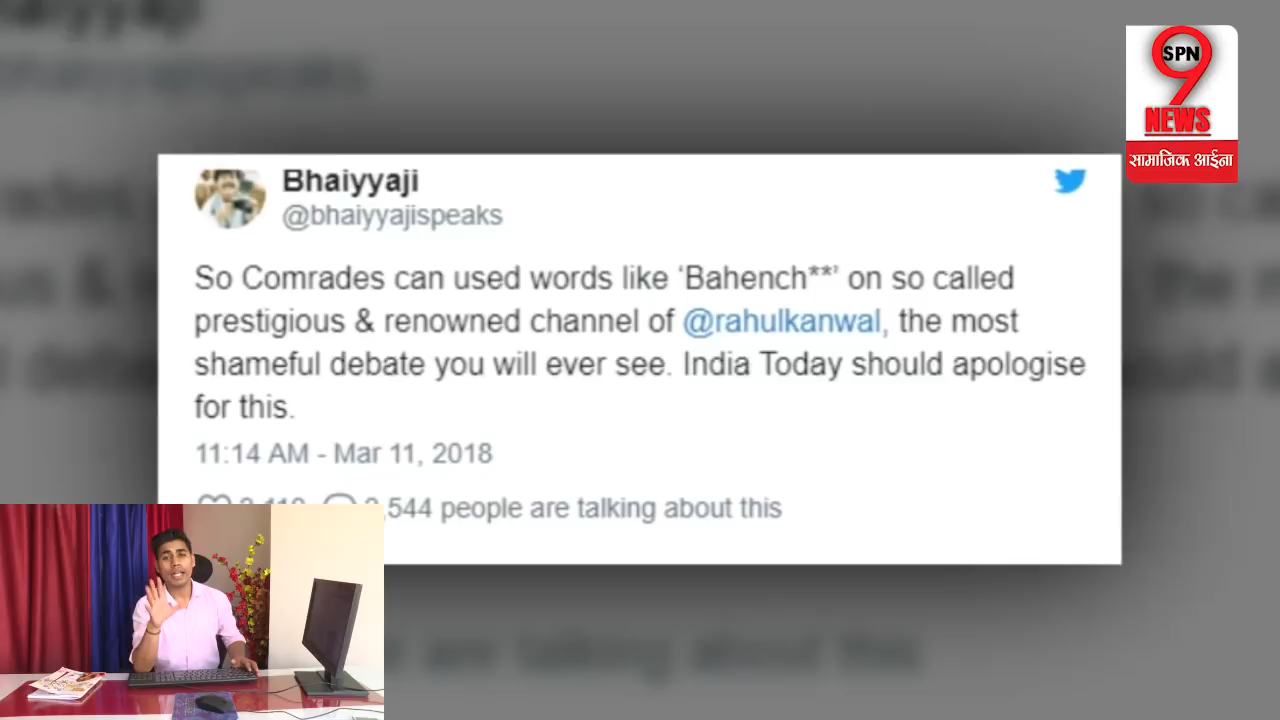 SPN
9
NEWS
सामाजिक आईना
Bhaiyyaji
@bhaiyyajispeaks
So Comrades can used words like ‘Bahench**’ on so called
prestigious & renowned channel of @rahulkanwal, the most
shameful debate you will ever see. India Today should apologise
for this.
11:14 AM - Mar 11, 2018
,544 people are talking about this